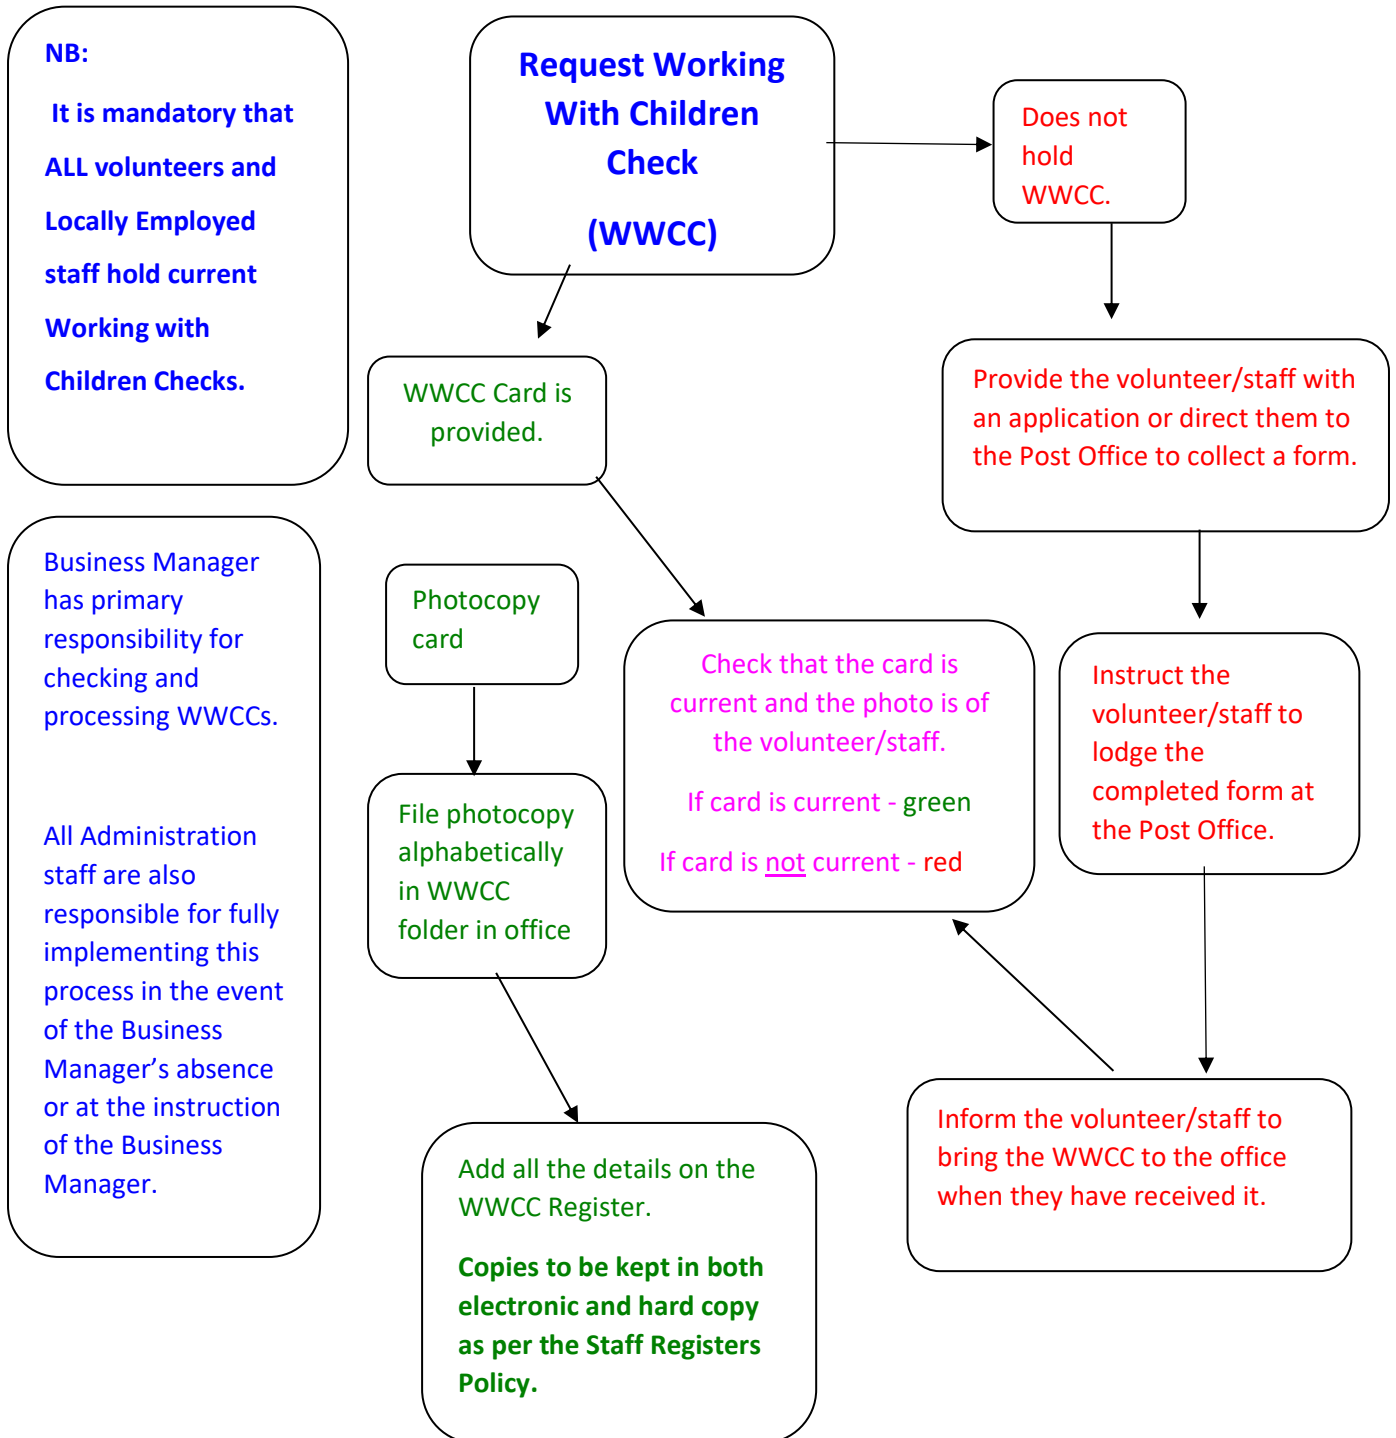 NB:
It is mandatory that
ALL volunteers and
Locally Employed
staff hold current
Working with
Children Checks.
Business Manager
has primary
responsibility for
checking and
processing WWCCs.
All Administration
staff are also
responsible for fully
implementing this
process in the event
of the Business
Manager’s absence
or at the instruction
of the Business
Manager.
Request Working
With Children
Check
(WWCC)
Does not
hold
WWCC.
WWCC Card is
provided.
Provide the volunteer/staff with
an application or direct them to
the Post Office to collect a form.
Photocopy
card
Check that the card is
current and the photo is of
the volunteer/staff.
If card is current - green
If card is not current - red
Instruct the
volunteer/staff to
lodge the
completed form at
the Post Office.
File photocopy
alphabetically
in WWCC
folder in office
Inform the volunteer/staff to
bring the WWCC to the office
when they have received it.
Add all the details on the
WWCC Register.
Copies to be kept in both
electronic and hard copy
as per the Staff Registers
Policy.